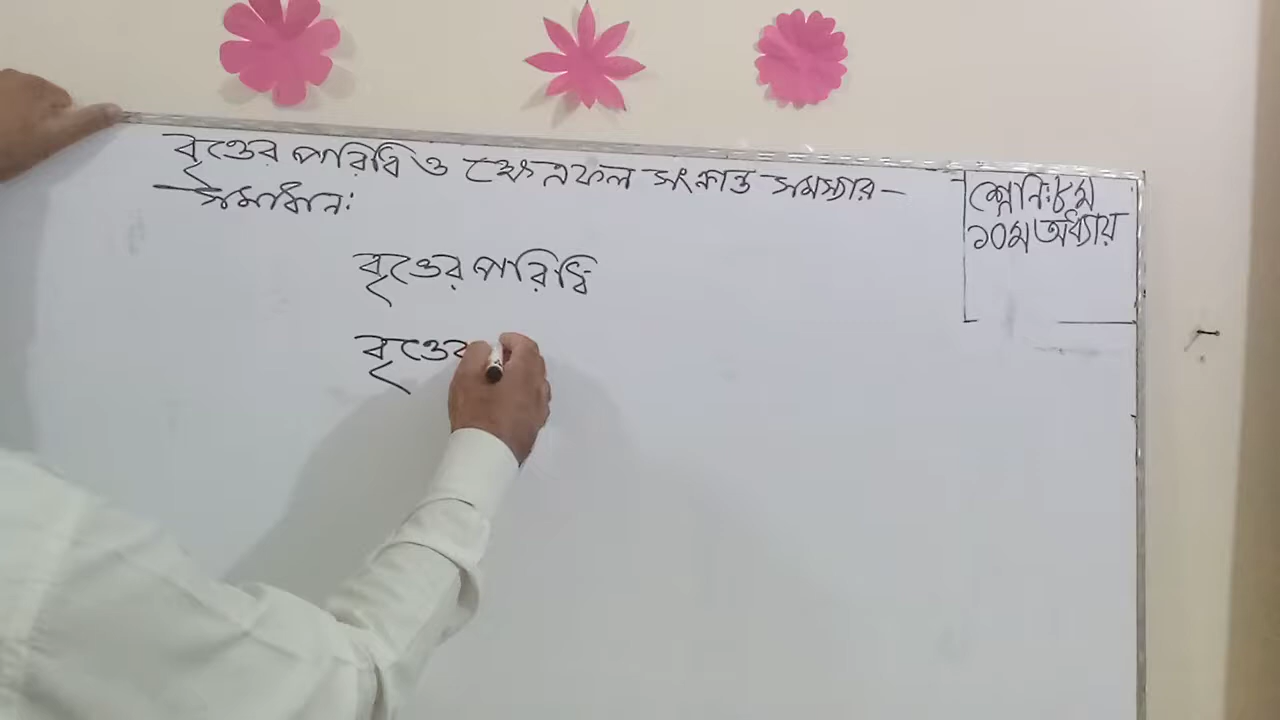 বৃত্তের পরিধি ও ক্ষেত্রফল সংক্রান্ত সমস্যার-
সমাধান:
শ্রেনি:৮ম
১০ম অধ্যায়
বৃত্তের পরিধি
বৃত্তের